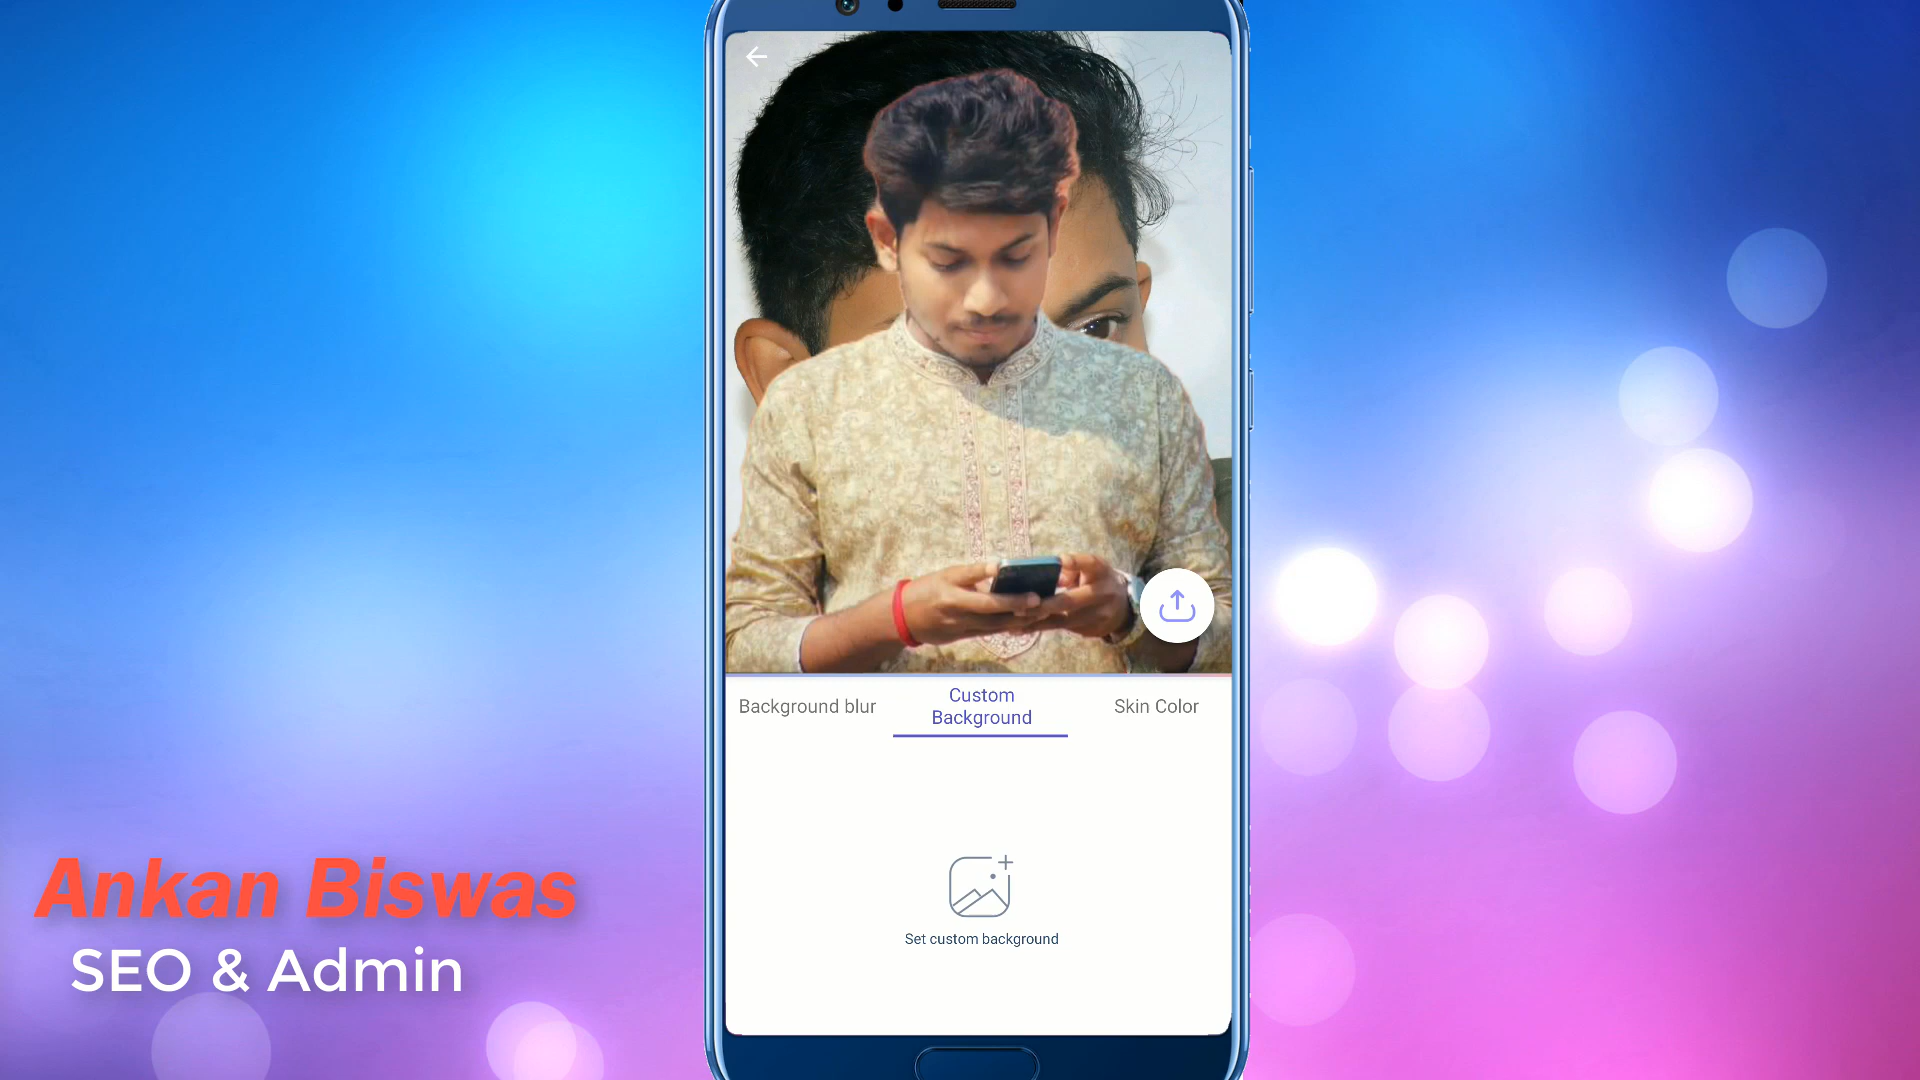 Background blur
Custom
Background
Skin Color
Set custom background
Ankan Biswas
SEO & Admin